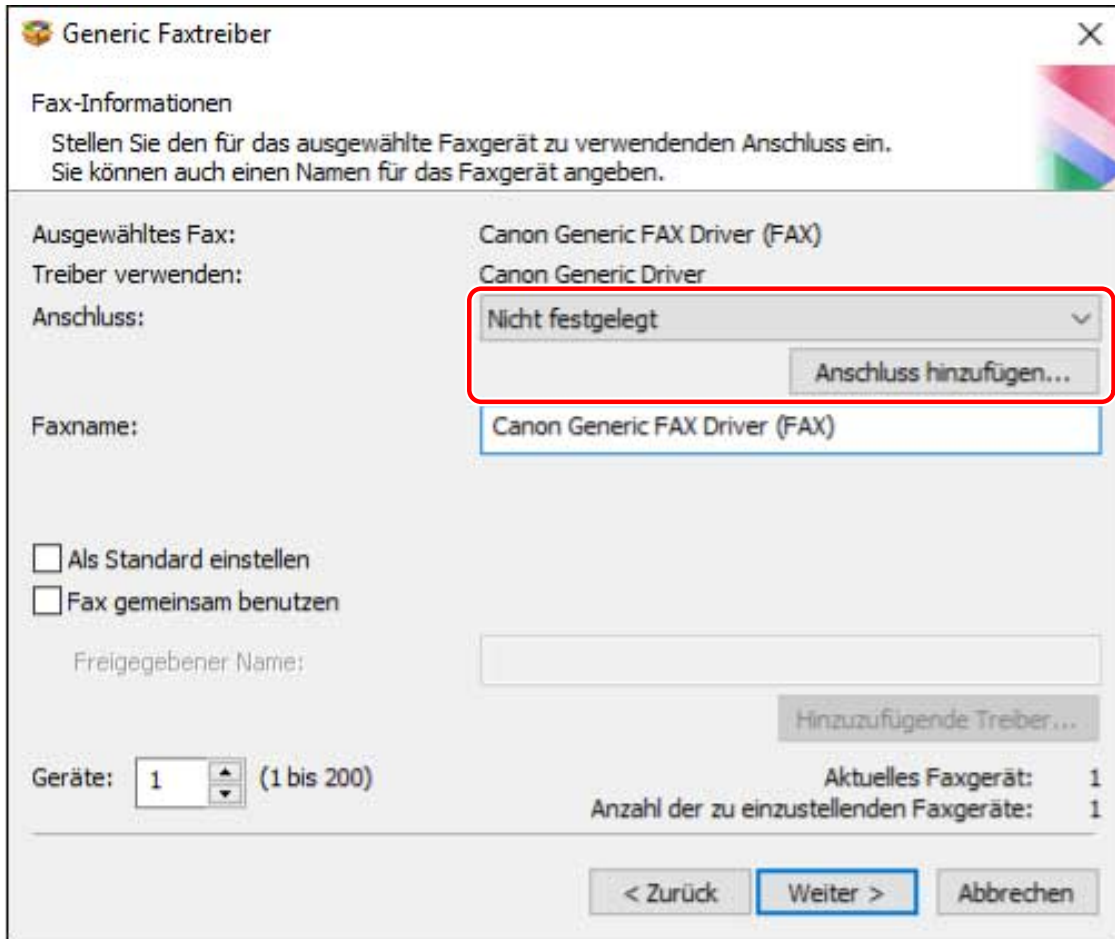 Generic Faxtreiber
Fax-Informationen
Stellen Sie den für das ausgewählte Faxgerät zu verwendenden Anschluss ein.
Sie können auch einen Namen für das Faxgerät angeben.
Ausgewähltes Fax: Canon Generic FAX Driver (FAX)
Treiber verwenden: Canon Generic Driver
Anschluss: Nicht festgelegt
Anschluss hinzufügen...
Faxname: Canon Generic FAX Driver (FAX)
Als Standard einstellen
Fax gemeinsam benutzen
Freigegebener Name:
Hinzuzufügende Treiber...
Geräte: 1 (1 bis 200) Aktuelles Faxgerät: 1
Anzahl der zu einzustellenden Faxgeräte: 1
< Zurück Weiter > Abbrechen